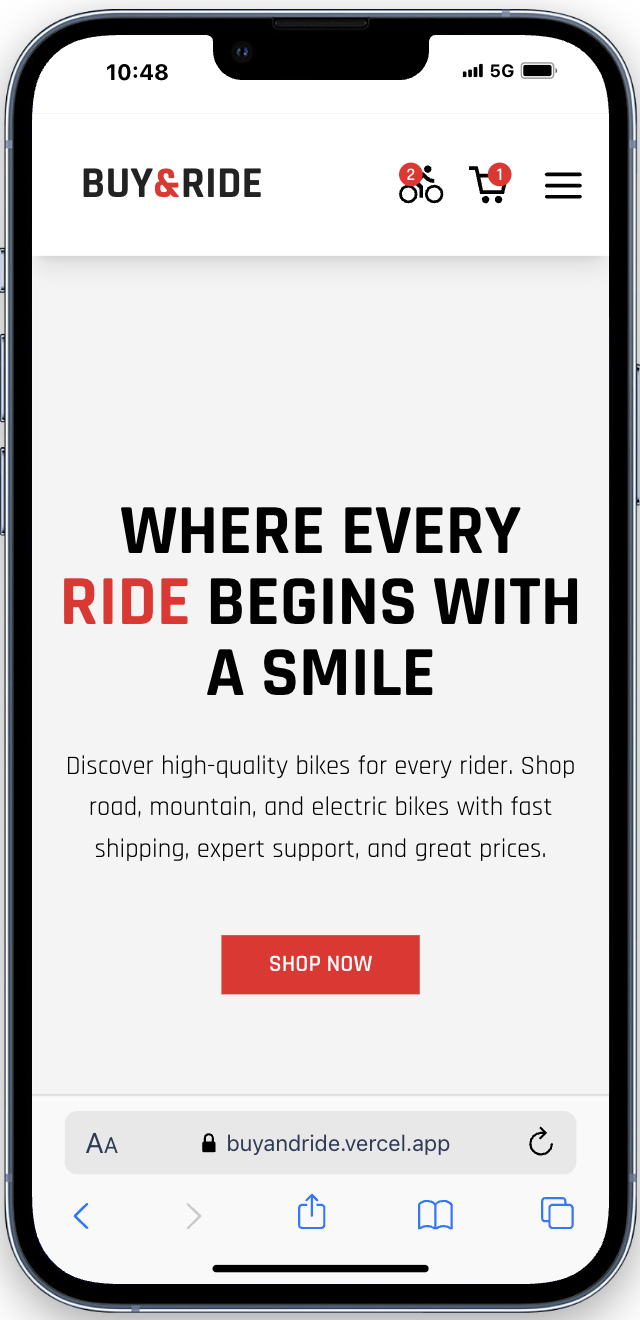 10:48
5G
BUY&RIDE
2
1
WHERE EVERY
RIDE BEGINS WITH
A SMILE
Discover high-quality bikes for every rider. Shop
road, mountain, and electric bikes with fast
shipping, expert support, and great prices.
SHOP NOW
AA
buyandride.vercel.app